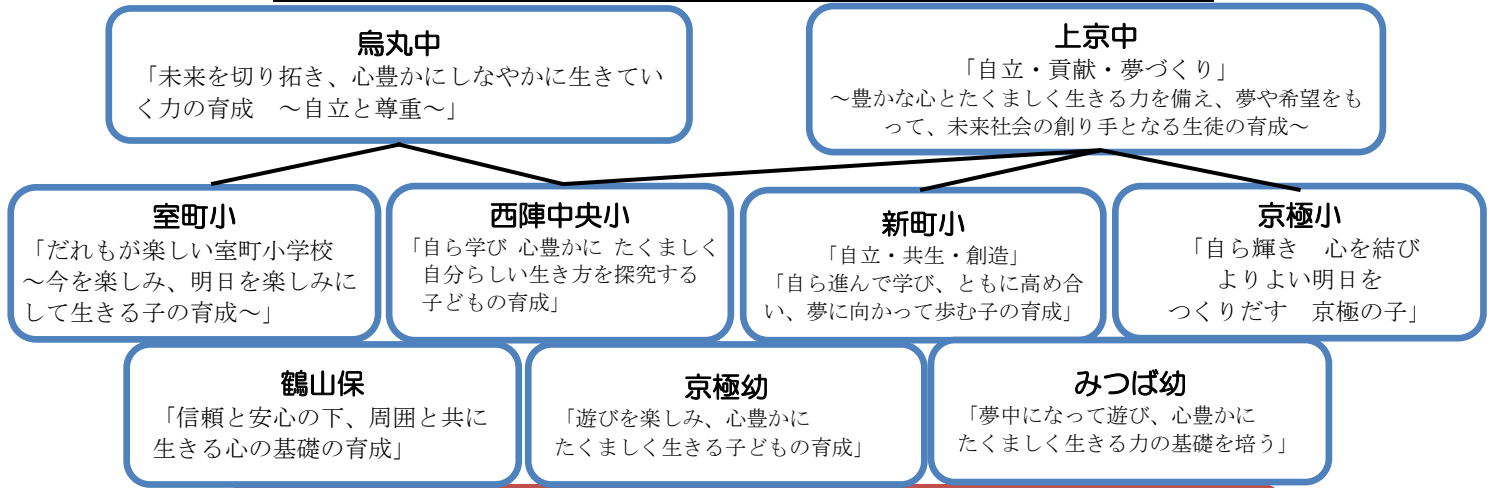 烏丸中
「未来を切り拓き、心豊かにしなやかに生きてい
く力の育成　～自立と尊重～」
上京中
「自立・貢献・夢づくり」
～豊かな心とたくましく生きる力を備え、夢や希望をも
って、未来社会の創り手となる生徒の育成～
室町小
「だれもが楽しい室町小学校
～今を楽しみ、明日を楽しみに
して生きる子の育成～」
西陣中央小
「自ら学び 心豊かに たくましく
自分らしい生き方を探究する
子どもの育成」
新町小
「自立・共生・創造」
「自ら進んで学び、ともに高め合
い、夢に向かって歩む子の育成」
京極小
「自ら輝き　心を結び
よりよい明日を
つくりだす　京極の子」
鶴山保
「信頼と安心の下、周囲と共に
生きる心の基礎の育成」
京極幼
「遊びを楽しみ、心豊かに
たくましく生きる子どもの育成」
みつば幼
「夢中になって遊び、心豊かに
たくましく生きる力の基礎を培う」